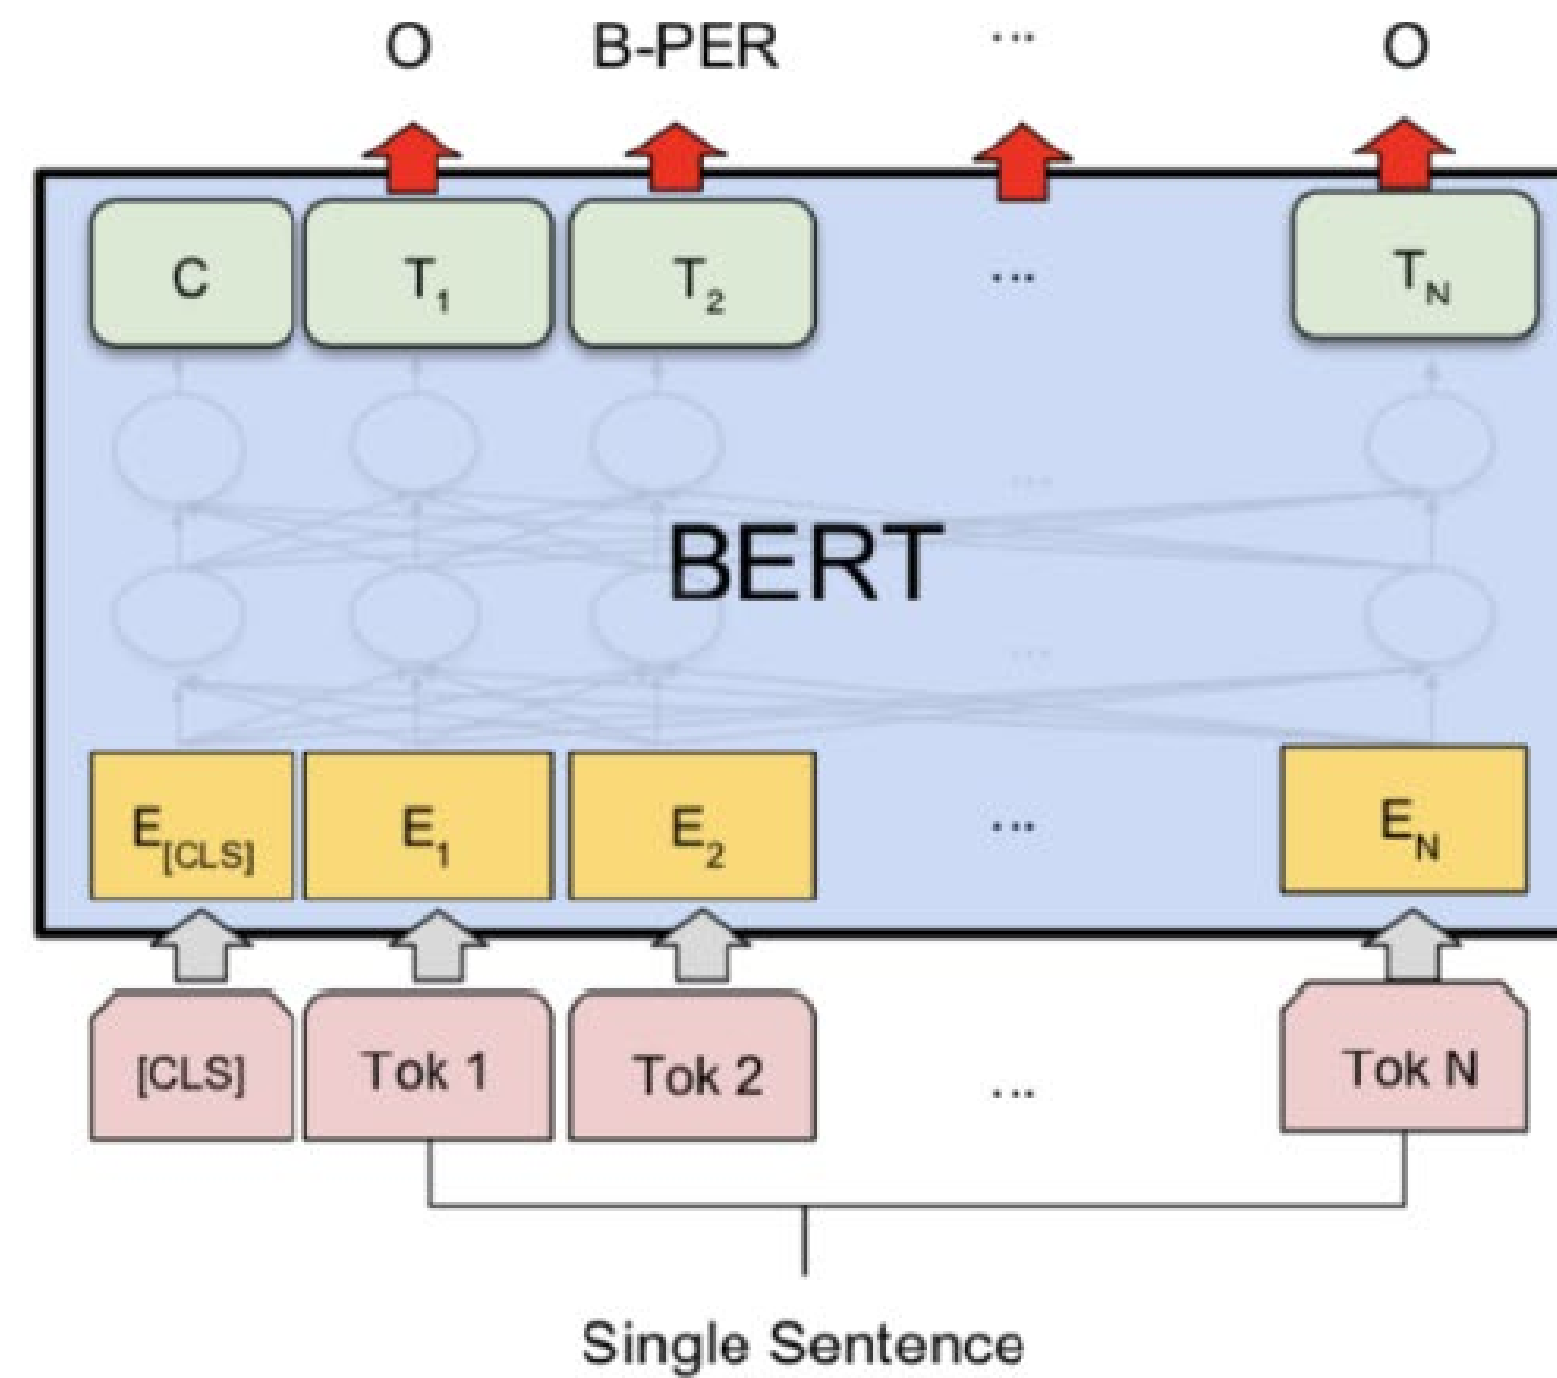 O B-PER ... O
C T1 T2 ... TN
...
BERT
...
E[CLS] E1 E2 ... EN
[CLS] Tok 1 Tok 2 ... Tok N
Single Sentence